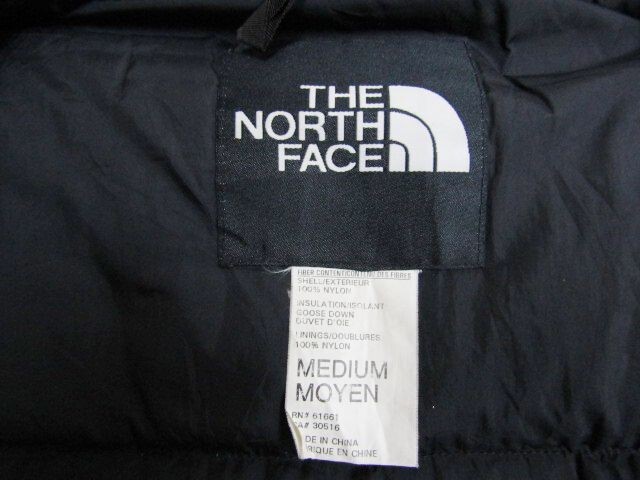 THE
NORTH
FACE
FIBER CONTENT/CONTENU DES FIBRES
SHELL/EXTERIEUR
100% NYLON
INSULATION/ISOLANT
GOOSE DOWN
DUVET D'OIE
LININGS/DOUBLURES
100% NYLON
MEDIUM
MOYEN
RN# 61661
CA# 30516
DE IN CHINA
RIQUE EN CHINE